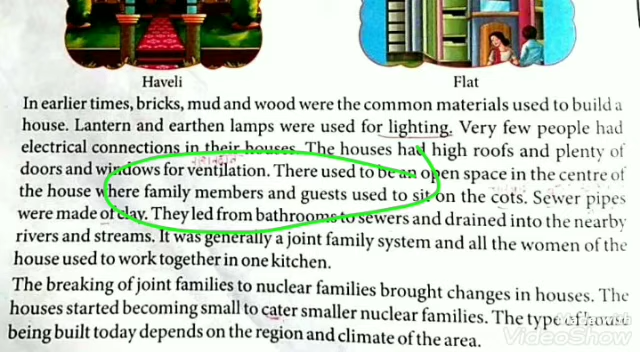 Haveli
Flat
In earlier times, bricks, mud and wood were the common materials used to build a
house. Lantern and earthen lamps were used for lighting. Very few people had
electrical connections in their houses. The houses had high roofs and plenty of
doors and windows for ventilation. There used to be an open space in the centre of
the house where family members and guests used to sit on the cots. Sewer pipes
were made of clay. They led from bathrooms to sewers and drained into the nearby
rivers and streams. It was generally a joint family system and all the women of the
house used to work together in one kitchen.
The breaking of joint families to nuclear families brought changes in houses. The
houses started becoming small to cater smaller nuclear families. The type of house
being built today depends on the region and climate of the area.
VideoShow